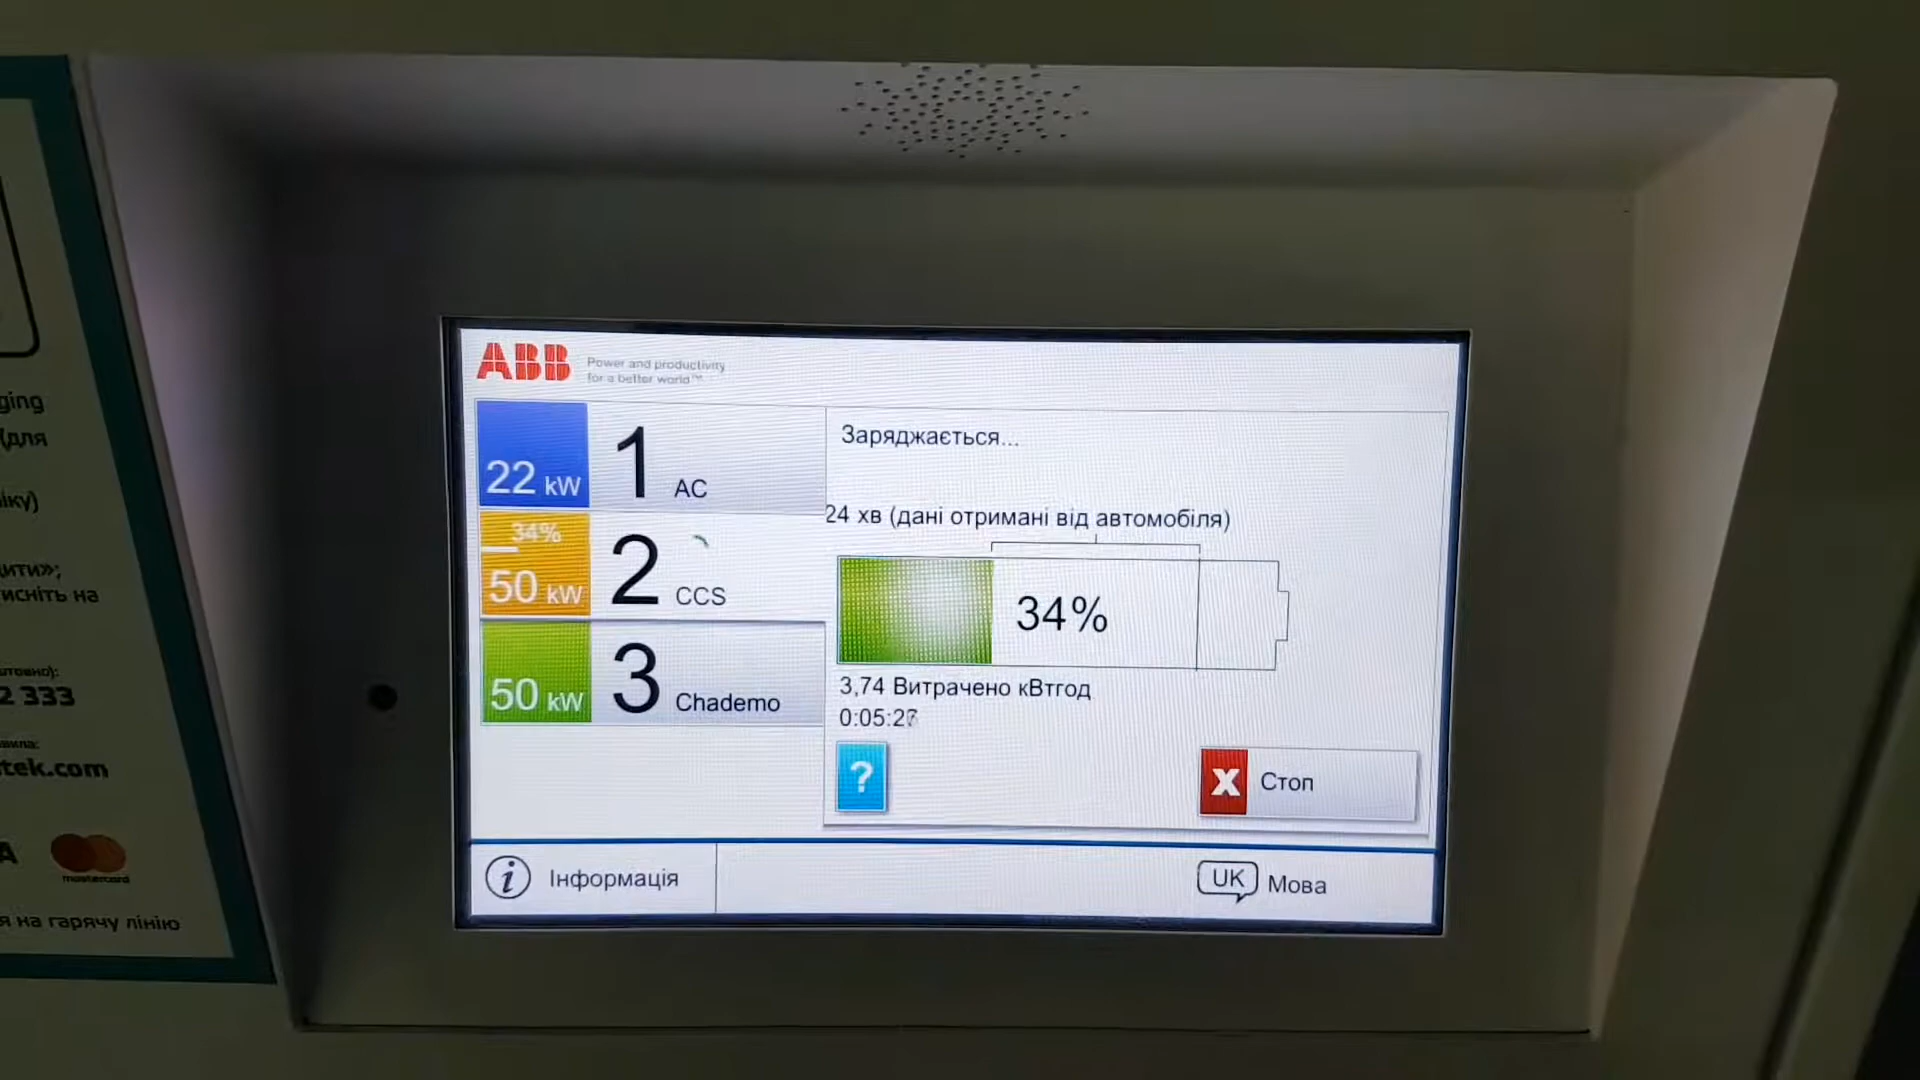 ging
(для
іку)
ити»;
исніть на
2 333
tek.com
A
mastercard
я на гарячу лінію
ABB
Power and productivity
for a better world™
22 kW
1 AC
34%
50 kW
2 CCS
50 kW
3 Chademo
Заряджається...
24 хв (дані отримані від автомобіля)
34%
3,74 Витрачено кВтгод
0:05:2
?
X Стоп
i Інформація
UK Мова